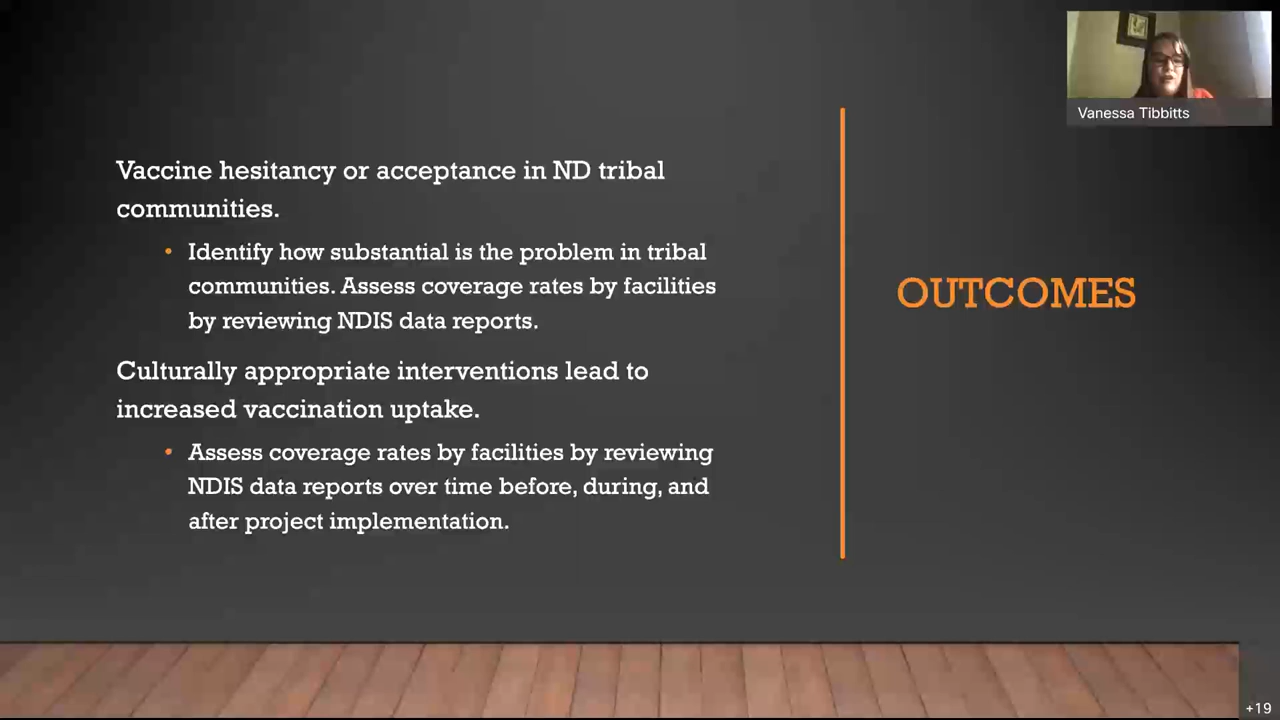 Vaccine hesitancy or acceptance in ND tribal
communities.
• Identify how substantial is the problem in tribal
communities. Assess coverage rates by facilities
by reviewing NDIS data reports.
Culturally appropriate interventions lead to
increased vaccination uptake.
• Assess coverage rates by facilities by reviewing
NDIS data reports over time before, during, and
after project implementation.
OUTCOMES
Vanessa Tibbitts
+19